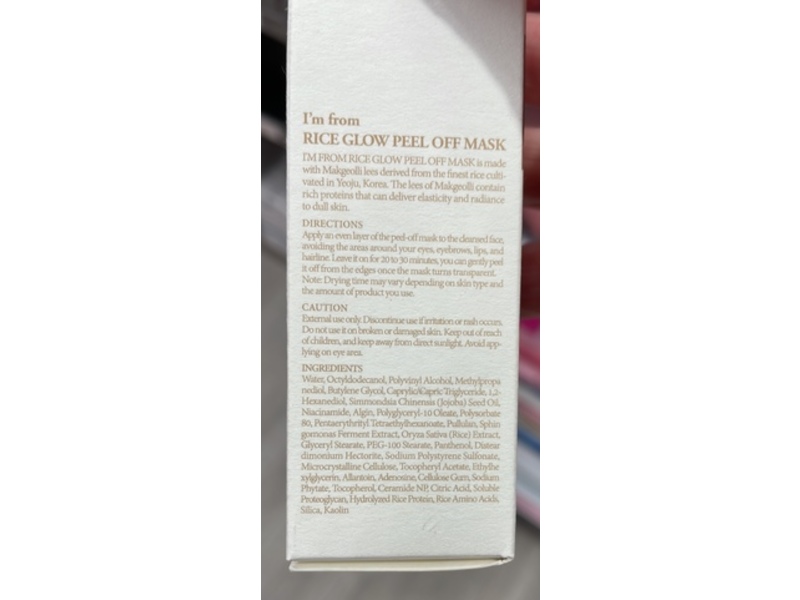 I'm from
RICE GLOW PEEL OFF MASK
I'M FROM RICE GLOW PEEL OFF MASK is made
with Makgeolli lees derived from the finest rice culti-
vated in Yeoju, Korea. The lees of Makgeolli contain
rich proteins that can deliver elasticity and radiance
to dull skin.
DIRECTIONS
Apply an even layer of the peel-off mask to the cleansed face,
avoiding the areas around your eyes, eyebrows, lips, and
hairline. Leave it on for 20 to 30 minutes, you can gently peel
it off from the edges once the mask turns transparent.
Note: Drying time may vary depending on skin type and
the amount of product you use.
CAUTION
External use only. Discontinue use if irritation or rash occurs.
Do not use it on broken or damaged skin. Keep out of reach
of children, and keep away from direct sunlight. Avoid app-
lying on eye area.
INGREDIENTS
Water, Octyldodecanol, Polyvinyl Alcohol, Methylpropa
nediol, Butylene Glycol, Caprylic/Capric Triglyceride, 1,2-
Hexanediol, Simmondsia Chinensis (Jojoba) Seed Oil,
Niacinamide, Algin, Polyglyceryl-10 Oleate, Polysorbate
80, Pentaerythrityl Tetraethylhexanoate, Pullulan, Sphin
gomonas Ferment Extract, Oryza Sativa (Rice) Extract,
Glyceryl Stearate, PEG-100 Stearate, Panthenol, Distear
dimonium Hectorite, Sodium Polystyrene Sulfonate,
Microcrystalline Cellulose, Tocopheryl Acetate, Ethylhe
xylglycerin, Allantoin, Adenosine, Cellulose Gum, Sodium
Phytate, Tocopherol, Ceramide NP, Citric Acid, Soluble
Proteoglycan, Hydrolyzed Rice Protein, Rice Amino Acids,
Silica, Kaolin